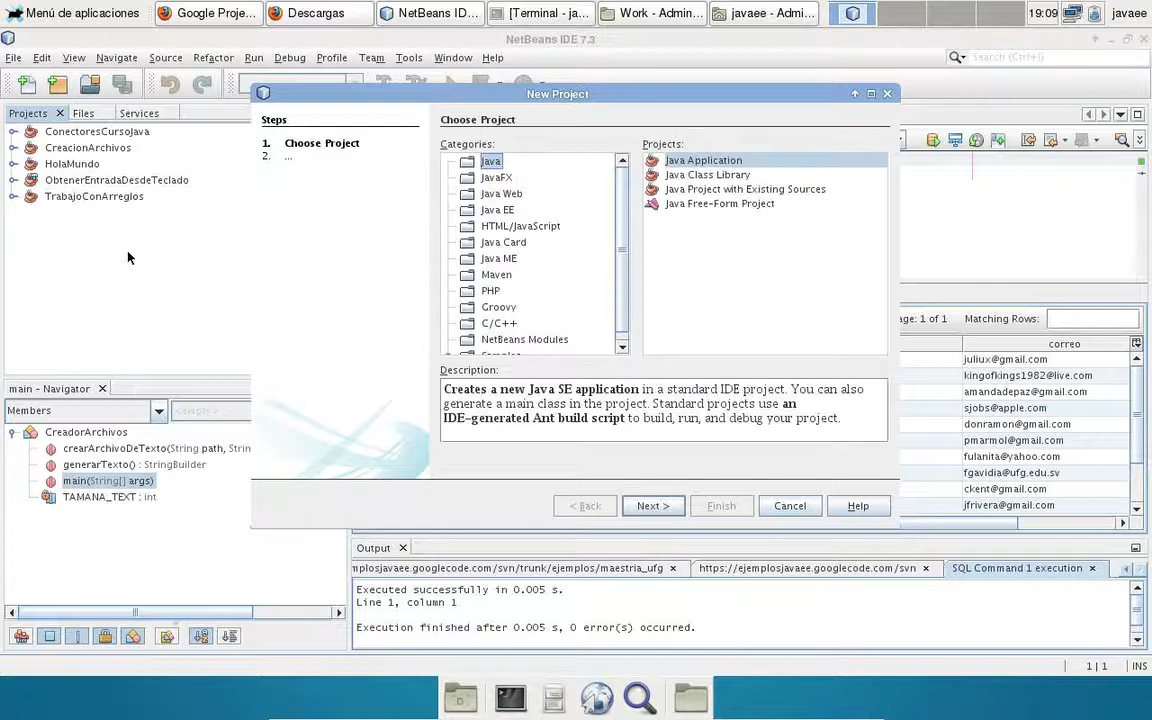 Menú de aplicaciones
Google Proje...
Descargas
NetBeans ID...
[Terminal - ja...
Work - Admin...
javaee - Admi...
19:09
javaee
NetBeans IDE 7.3
File Edit View Navigate Source Refactor Run Debug Profile Team Tools Window Help
Search (Ctrl+I)
Projects
Files
Services
ConectoresCursoJava
CreacionArchivos
HolaMundo
ObtenerEntradaDesdeTeclado
TrabajoConArreglos
New Project
Steps
1. Choose Project
2. ...
Choose Project
Categories:
Java
JavaFX
Java Web
Java EE
HTML/JavaScript
Java Card
Java ME
Maven
PHP
Groovy
C/C++
NetBeans Modules
Projects:
Java Application
Java Class Library
Java Project with Existing Sources
Java Free-Form Project
Description:
Creates a new Java SE application in a standard IDE project. You can also
generate a main class in the project. Standard projects use an
IDE-generated Ant build script to build, run, and debug your project.
< Back
Next >
Finish
Cancel
Help
age: 1 of 1
Matching Rows:
correo
juliux@gmail.com
kingofkings1982@live.com
amandadepaz@gmail.com
sjobs@apple.com
donramon@gmail.com
pmarmol@gmail.com
fulanita@yahoo.com
fgavidia@ufg.edu.sv
ckent@gmail.com
jfrivera@gmail.com
main - Navigator
Members
CreadorArchivos
crearArchivoDeTexto(String path, Strin
generarTexto() : StringBuilder
main(String[] args)
TAMANA_TEXT : int
Output
mplosjavaee.googlecode.com/svn/trunk/ejemplos/maestria_ufg
https://ejemplosjavaee.googlecode.com/svn
SQL Command 1 execution
Executed successfully in 0.005 s.
Line 1, column 1
Execution finished after 0.005 s, 0 error(s) occurred.
1 | 1
INS